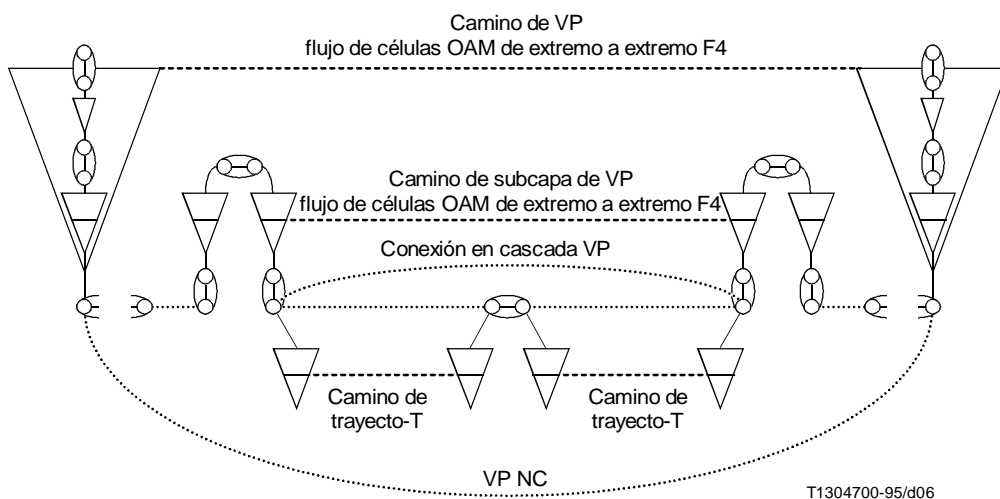 Camino de VP
flujo de células OAM de extremo a extremo F4
Camino de subcapa de VP
flujo de células OAM de extremo a extremo F4
Conexión en cascada VP
Camino de
trayecto-T
Camino de
trayecto-T
VP NC
T1304700-95/d06